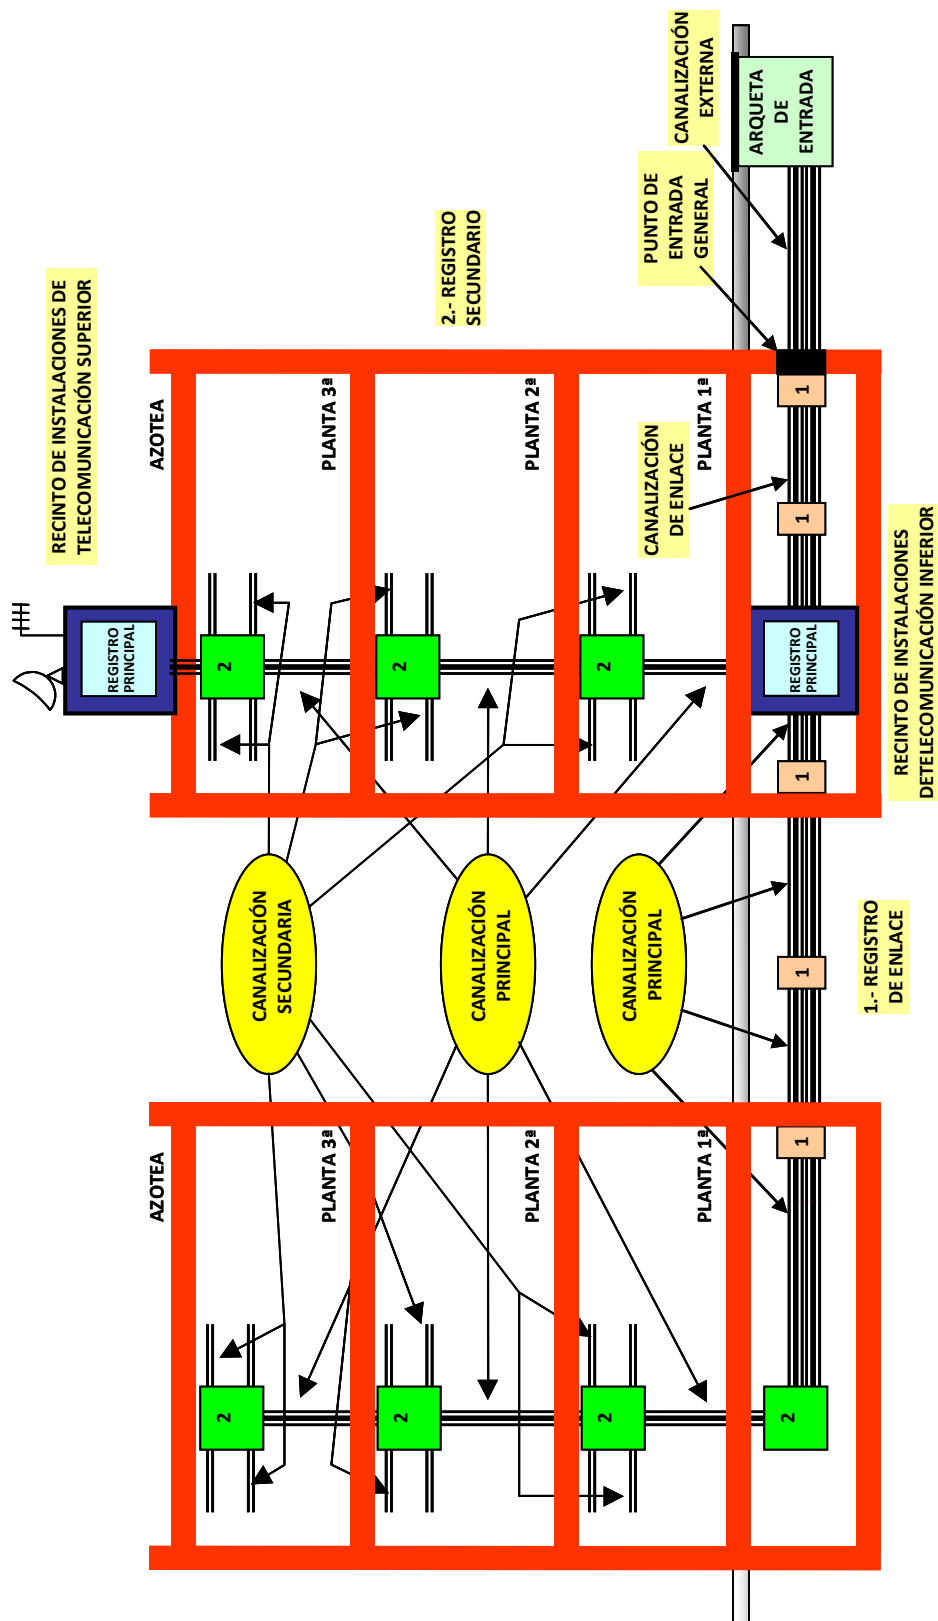 RECINTO DE INSTALACIONES DE
TELECOMUNICACIÓN SUPERIOR
REGISTRO
PRINCIPAL
AZOTEA
AZOTEA
2
2
CANALIZACIÓN
SECUNDARIA
PLANTA 3ª
PLANTA 3ª
2
2
2.- REGISTRO
SECUNDARIO
CANALIZACIÓN
PRINCIPAL
PLANTA 2ª
PLANTA 2ª
2
2
CANALIZACIÓN
PRINCIPAL
CANALIZACIÓN
DE ENLACE
PUNTO DE
ENTRADA
GENERAL
CANALIZACIÓN
EXTERNA
PLANTA 1ª
PLANTA 1ª
2
1
1
1
REGISTRO
PRINCIPAL
1
1
ARQUETA
DE
ENTRADA
1.- REGISTRO
DE ENLACE
RECINTO DE INSTALACIONES
DETELECOMUNICACIÓN INFERIOR